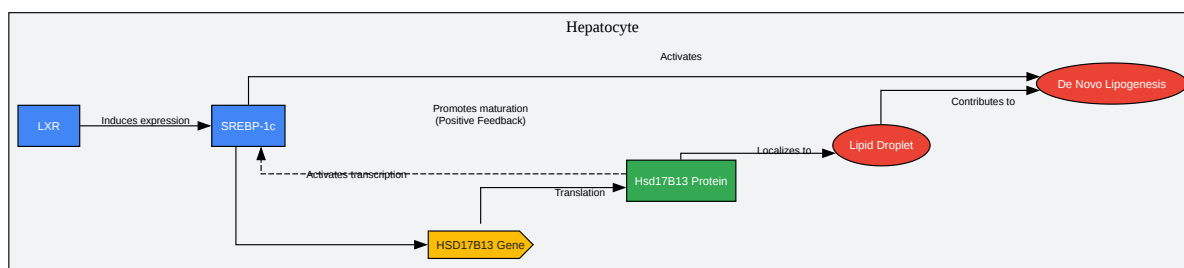 Hepatocyte
Activates
De Novo Lipogenesis
Contributes to
Promotes maturation
(Positive Feedback)
LXR
Induces expression
SREBP-1c
Lipid Droplet
Localizes to
Activates transcription
Hsd17B13 Protein
Translation
HSD17B13 Gene